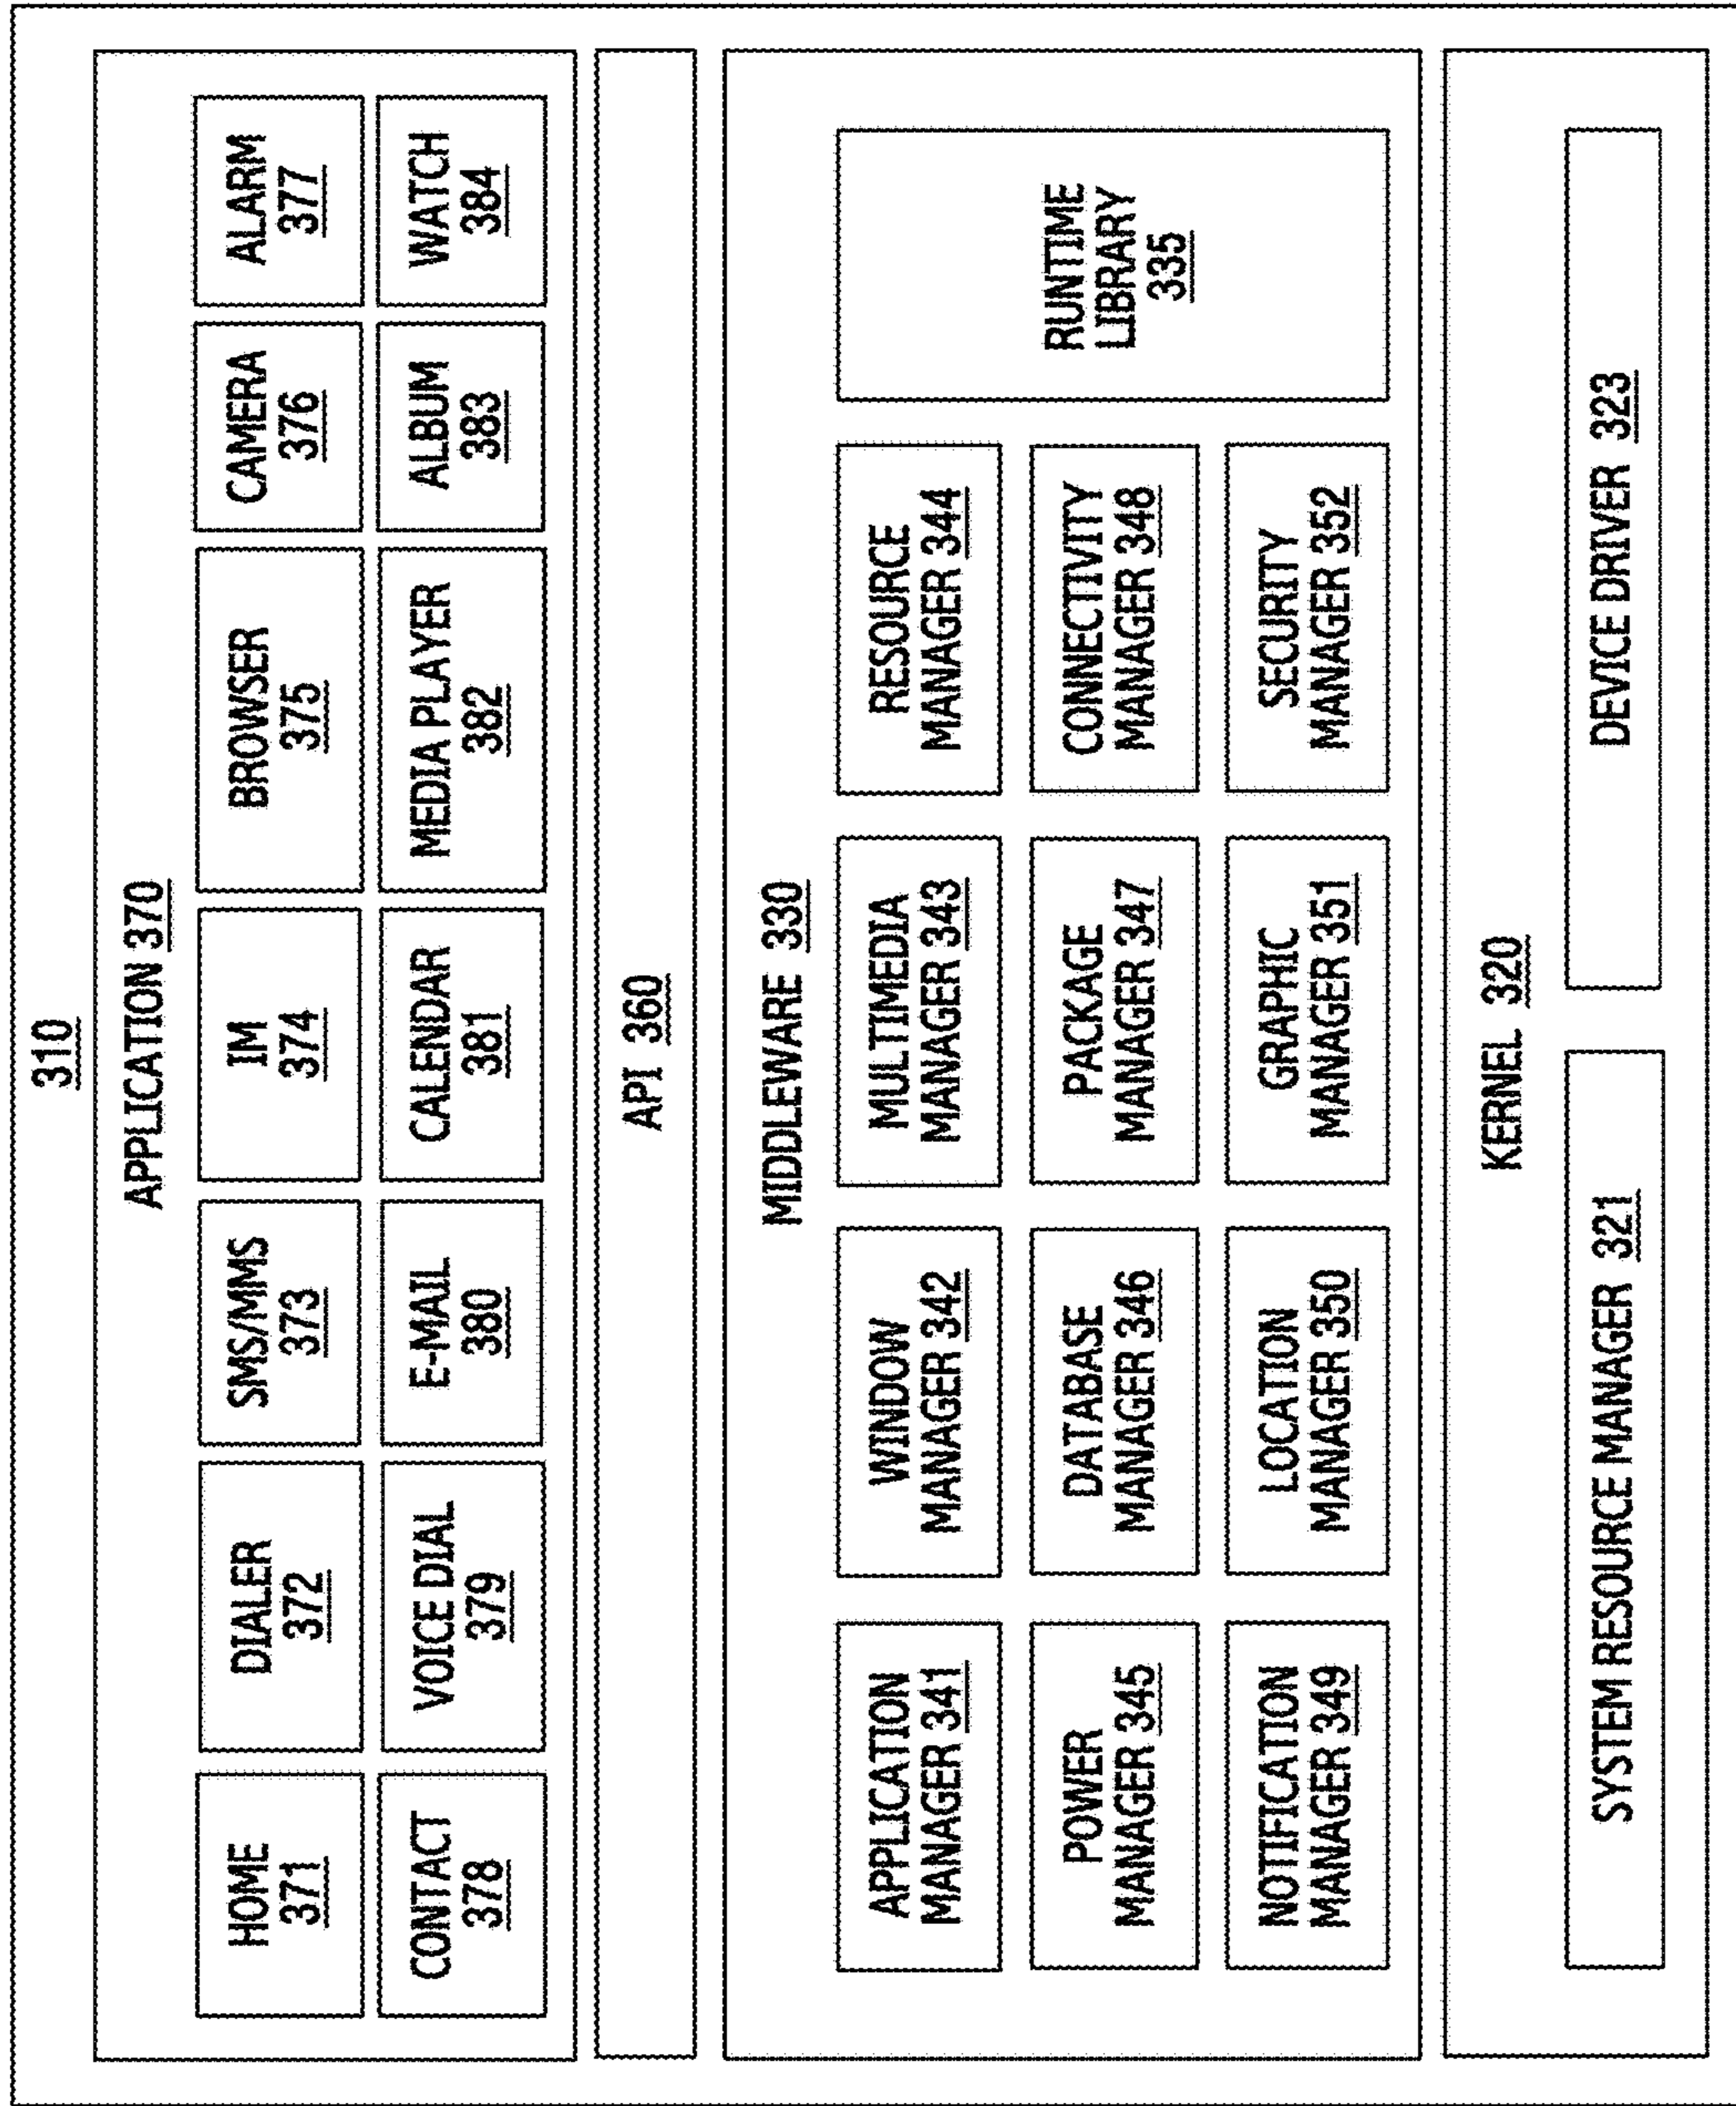 310
APPLICATION 370
HOME
371
DIALER
372
SMS/MMS
373
IM
374
BROWSER
375
CAMERA
376
ALARM
377
CONTACT
378
VOICE DIAL
379
E-MAIL
380
CALENDAR
381
MEDIA PLAYER
382
ALBUM
383
WATCH
384
API 360
MIDDLEWARE 330
APPLICATION
MANAGER 341
WINDOW
MANAGER 342
MULTIMEDIA
MANAGER 343
RESOURCE
MANAGER 344
POWER
MANAGER 345
DATABASE
MANAGER 346
PACKAGE
MANAGER 347
CONNECTIVITY
MANAGER 348
NOTIFICATION
MANAGER 349
LOCATION
MANAGER 350
GRAPHIC
MANAGER 351
SECURITY
MANAGER 352
RUNTIME
LIBRARY
335
KERNEL 320
SYSTEM RESOURCE MANAGER 321
DEVICE DRIVER 323